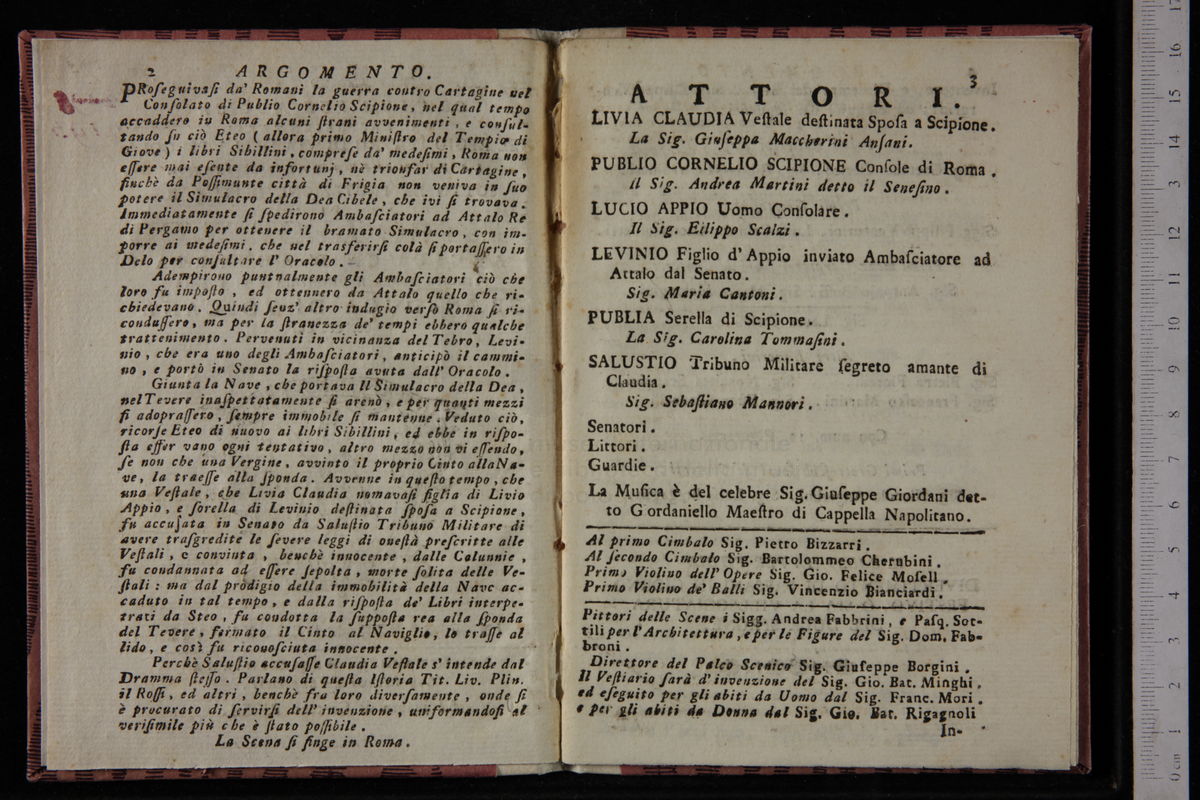 2 ARGOMENTO.
PRoſeguivaſi da' Romani la guerra contro Cartagine nel
Conſolato di Publio Cornelio Scipione, nel qual tempo
accaddero in Roma alcuni ſtrani avvenimenti, e conſul-
tando ſu ciò Eteo (allora primo Miniſtro del Tempio di
Giove) i libri Sibillini, compreſe da' medeſimi, Roma non
eſſere mai eſente da infortunj, nè trionfar di Cartagine,
finchè da Poſſimunte città di Frigia non veniva in ſuo
potere il Simulacro della Dea Cibele, che ivi ſi trovava.
Immediatamente ſi ſpedirono Ambaſciatori ad Attalo Re
di Pergamo per ottenere il bramato Simulacro, con im-
porre ai medeſimi, che nel trasferirſi colà ſi portaſſero in
Delo per conſultare l' Oracolo.
Adempirono puntnalmente gli Ambaſciatori ciò che
loro fu impoſto, ed ottennero da Attalo quello che ri-
chiedevano. Quindi ſenz' altro indugio verſo Roma ſi ri-
conduſſero, ma per la ſtranezza de' tempi ebbero qualche
trattenimento. Pervenuti in vicinanza del Tebro, Levi-
nio, che era uno degli Ambaſciatori, anticipò il cammi-
no, e portò in Senato la riſpoſta avuta dall' Oracolo.
Giunta la Nave, che portava ll Simulacro della Dea,
nel Tevere inaſpettatamente ſi arenò, e per quanti mezzi
ſi adopraſſero, ſempre immobile ſi mantenne. Veduto ciò,
ricorſe Eteo di nuovo ai libri Sibillini, ed ebbe in riſpo-
ſta eſſer vano ogni tentativo, altro mezzo non vi eſſendo,
ſe non che una Vergine, avvinto il proprio Cinto alla Na-
ve, la traeſſe alla ſponda. Avvenne in queſto tempo, che
una Veſtale, che Livia Claudia nomavaſi figlia di Livio
Appio, e ſorella di Levinio deſtinata ſpoſa a Scipione,
fu accuſata in Senato da Saluſtio Tribuno Militare di
avere traſgredite le ſevere leggi di oneſtà preſcritte alle
Veſtali, e convinta, benchè innocente, dalle Calunnie,
fu condannata ad eſſere ſepolta, morte ſolita delle Ve-
ſtali: ma dal prodigio della immobilità della Nave ac-
caduto in tal tempo, e dalla riſpoſta de' Libri interpe-
trati da Steo, fu condotta la ſuppoſta rea alla ſponda
del Tevere, fermato il Cinto al Naviglio, lo traſſe al
lido, e così fu riconoſciuta innocente.
Perchè Saluſtio accuſaſſe Claudia Veſtale s' intende dal
Dramma ſteſſo. Parlano di queſta Iſtoria Tit. Liv. Plin.
il Roſſi, ed altri, benchè fra loro diverſamente, onde ſi
è procurato di ſervirſi dell' invenzione, uniformandoſi al
veriſimile più che è ſtato poſſibile.
La Scena ſi finge in Roma.
3
ATTORI.
LIVIA CLAUDIA Veſtale deſtinata Spoſa a Scipione.
La Sig. Giuſeppa Maccherini Anſani.
PUBLIO CORNELIO SCIPIONE Conſole di Roma.
il Sig. Andrea Martini detto il Seneſino.
LUCIO APPIO Uomo Conſolare.
Il Sig. Eilippo Scalzi.
LEVINIO Figlio d' Appio inviato Ambaſciatore ad
Attalo dal Senato.
Sig. Maria Cantoni.
PUBLIA Serella di Scipione.
La Sig. Carolina Tommaſini.
SALUSTIO Tribuno Militare ſegreto amante di
Claudia.
Sig. Sebaſtiano Mannori.
Senatori.
Littori.
Guardie.
La Muſica è del celebre Sig. Giuſeppe Giordani det-
to Giordaniello Maeſtro di Cappella Napolitano.
Al primo Cimbalo Sig. Pietro Bizzarri.
Al ſecondo Cimbalo Sig. Bartolommeo Cherubini.
Primo Violino dell' Opere Sig. Gio. Felice Moſell.
Primo Violino de' Balli Sig. Vincenzio Bianciardi.
Pittori delle Scene i Sigg. Andrea Fabbrini, e Paſq. Sot-
tili per l'Architettura, e per le Figure del Sig. Dom. Fab-
broni.
Direttore del Palco Scenico Sig. Giuſeppe Borgini.
Il Veſtiario ſarà d' invenzione del Sig. Gio. Bat. Minghi,
ed eſeguito per gli abiti da Uomo dal Sig. Franc. Mori,
e per gli abiti da Donna dal Sig. Gio. Bat. Rigagnoli
In-
0 cm 1 2 3 4 5 6 7 8 9 10 11 12 13 14 15 16 17